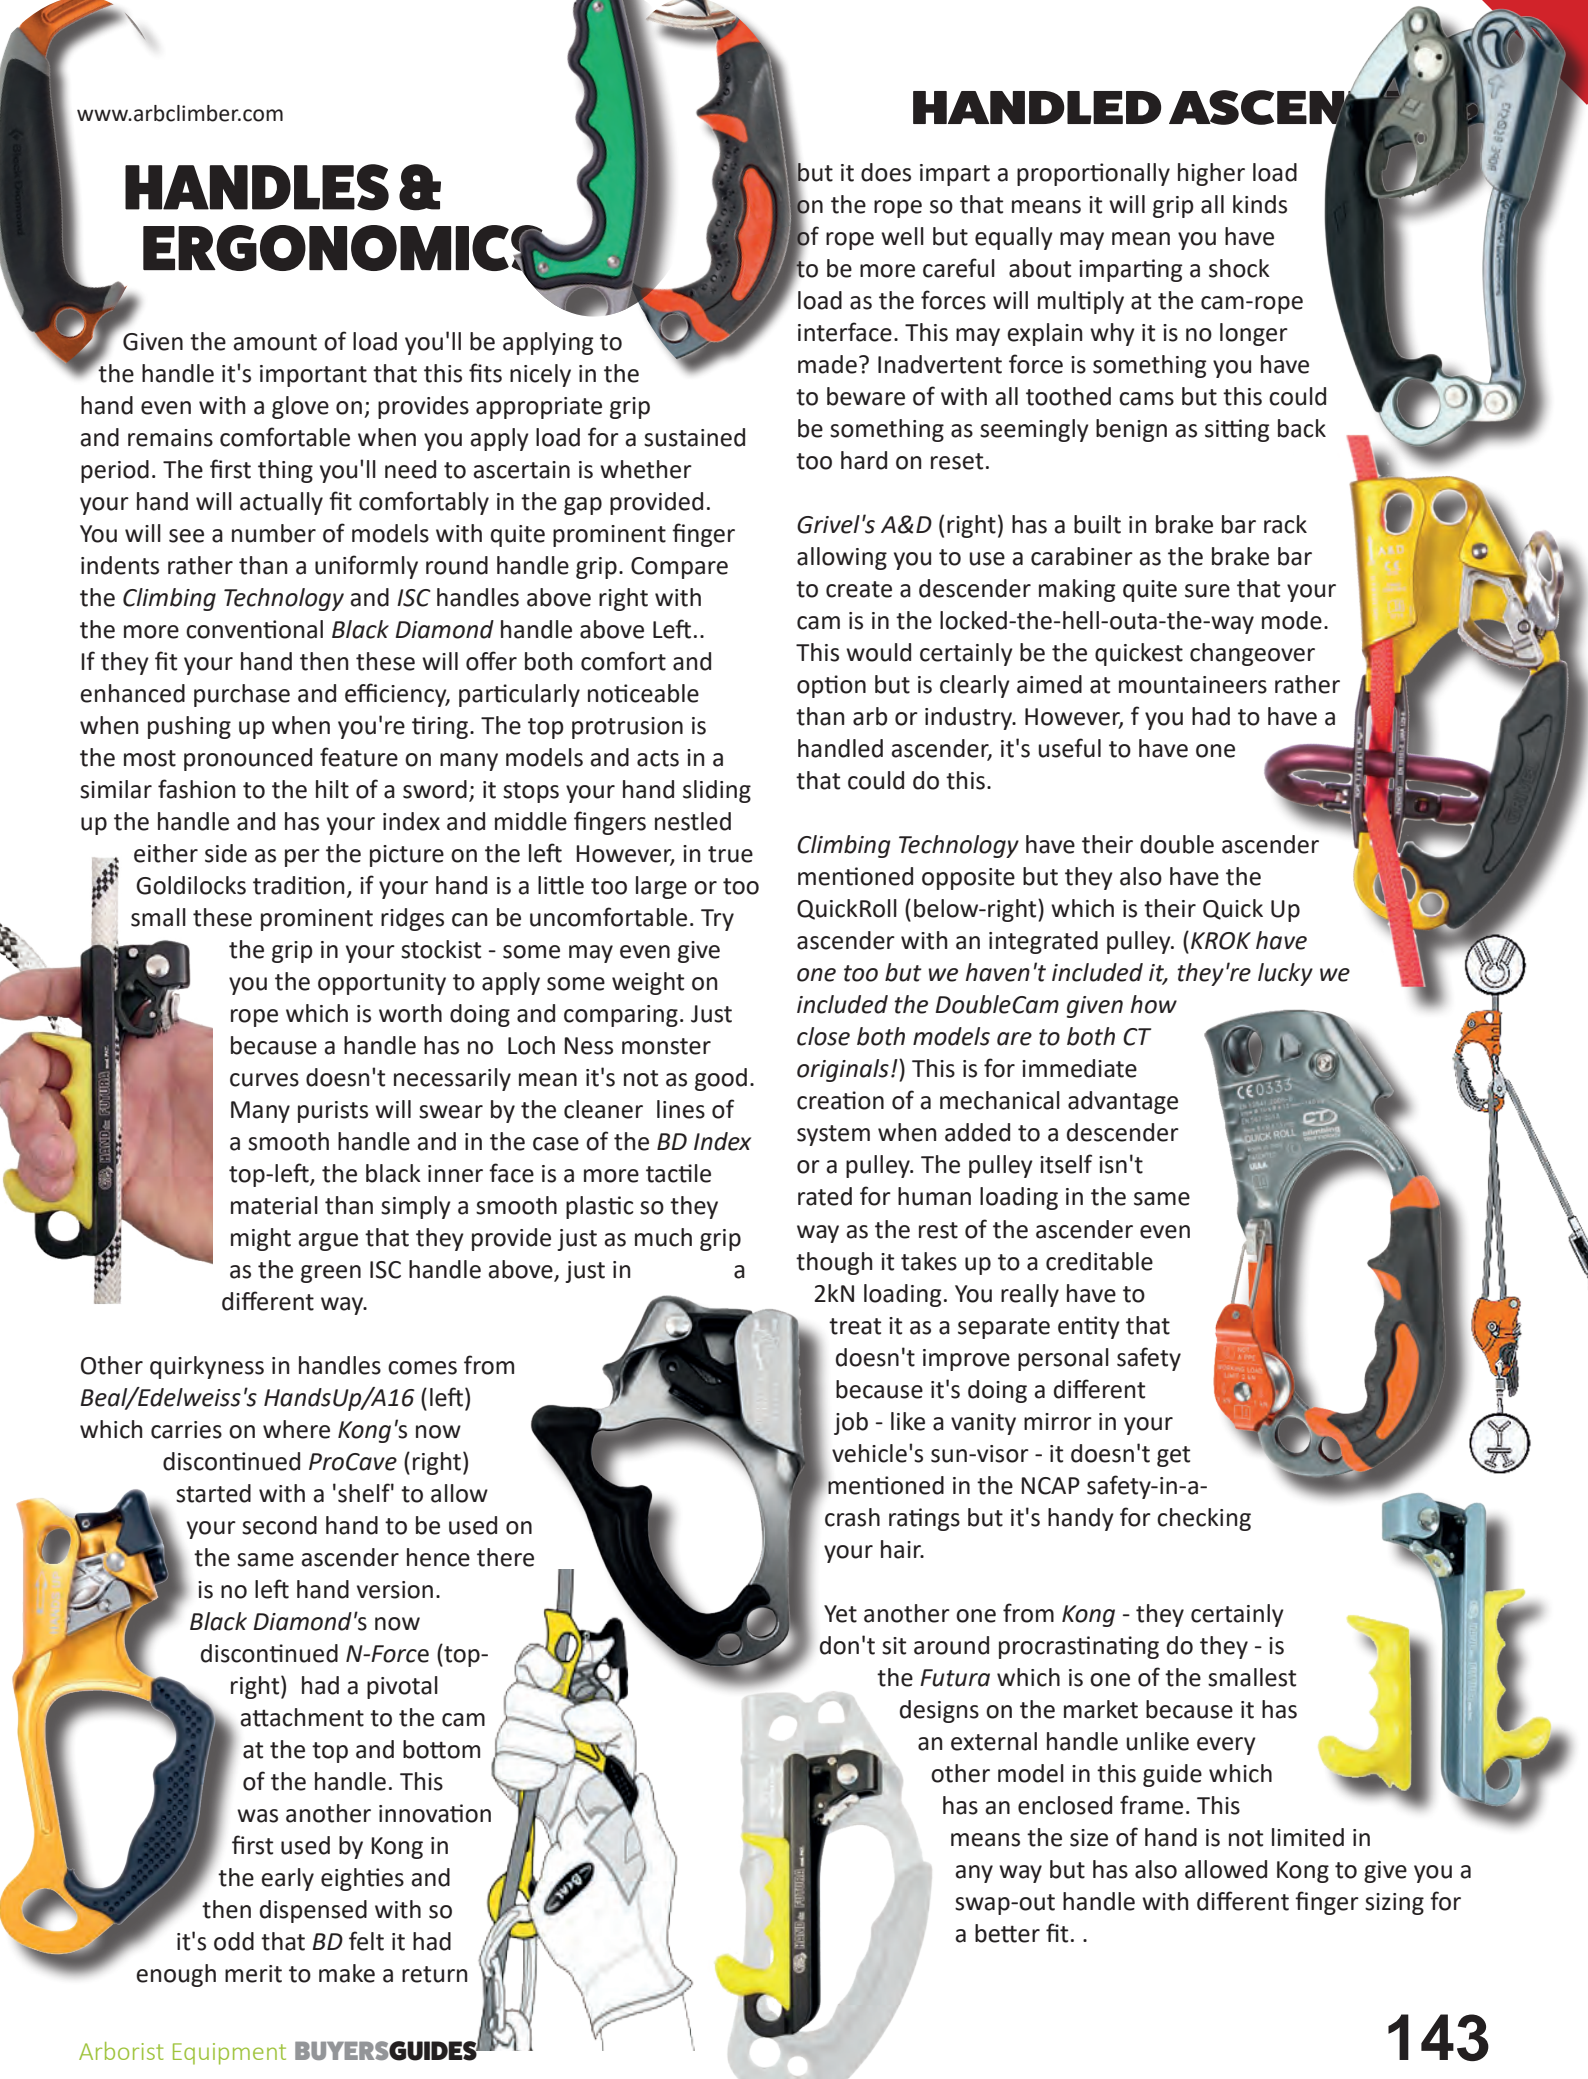 www.arbclimber.com
HANDLED ASCEN
HANDLES &
ERGONOMICS
Given the amount of load you'll be applying to
the handle it's important that this fits nicely in the
hand even with a glove on; provides appropriate grip
and remains comfortable when you apply load for a sustained
period. The first thing you'll need to ascertain is whether
your hand will actually fit comfortably in the gap provided.
You will see a number of models with quite prominent finger
indents rather than a uniformly round handle grip. Compare
the Climbing Technology and ISC handles above right with
the more conventional Black Diamond handle above Left..
If they fit your hand then these will offer both comfort and
enhanced purchase and efficiency, particularly noticeable
when pushing up when you're tiring. The top protrusion is
the most pronounced feature on many models and acts in a
similar fashion to the hilt of a sword; it stops your hand sliding
up the handle and has your index and middle fingers nestled
either side as per the picture on the left However, in true
Goldilocks tradition, if your hand is a little too large or too
small these prominent ridges can be uncomfortable. Try
the grip in your stockist - some may even give
you the opportunity to apply some weight on
rope which is worth doing and comparing. Just
because a handle has no Loch Ness monster
curves doesn't necessarily mean it's not as good.
Many purists will swear by the cleaner lines of
a smooth handle and in the case of the BD Index
top-left, the black inner face is a more tactile
material than simply a smooth plastic so they
might argue that they provide just as much grip
as the green ISC handle above, just in a
different way.
Other quirkyness in handles comes from
Beal/Edelweiss's HandsUp/A16 (left)
which carries on where Kong's now
discontinued ProCave (right)
started with a 'shelf' to allow
your second hand to be used on
the same ascender hence there
is no left hand version.
Black Diamond's now
discontinued N-Force (top-
right) had a pivotal
attachment to the cam
at the top and bottom
of the handle. This
was another innovation
first used by Kong in
the early eighties and
then dispensed with so
it's odd that BD felt it had
enough merit to make a return
but it does impart a proportionally higher load
on the rope so that means it will grip all kinds
of rope well but equally may mean you have
to be more careful about imparting a shock
load as the forces will multiply at the cam-rope
interface. This may explain why it is no longer
made? Inadvertent force is something you have
to beware of with all toothed cams but this could
be something as seemingly benign as sitting back
too hard on reset.
Grivel's A&D (right) has a built in brake bar rack
allowing you to use a carabiner as the brake bar
to create a descender making quite sure that your
cam is in the locked-the-hell-outa-the-way mode.
This would certainly be the quickest changeover
option but is clearly aimed at mountaineers rather
than arb or industry. However, f you had to have a
handled ascender, it's useful to have one
that could do this.
Climbing Technology have their double ascender
mentioned opposite but they also have the
QuickRoll (below-right) which is their Quick Up
ascender with an integrated pulley. (KROK have
one too but we haven't included it, they're lucky we
included the DoubleCam given how
close both models are to both CT
originals!) This is for immediate
creation of a mechanical advantage
system when added to a descender
or a pulley. The pulley itself isn't
rated for human loading in the same
way as the rest of the ascender even
though it takes up to a creditable
2kN loading. You really have to
treat it as a separate entity that
doesn't improve personal safety
because it's doing a different
job - like a vanity mirror in your
vehicle's sun-visor - it doesn't get
mentioned in the NCAP safety-in-a-
crash ratings but it's handy for checking
your hair.
Yet another one from Kong - they certainly
don't sit around procrastinating do they - is
the Futura which is one of the smallest
designs on the market because it has
an external handle unlike every
other model in this guide which
has an enclosed frame. This
means the size of hand is not limited in
any way but has also allowed Kong to give you a
swap-out handle with different finger sizing for
a better fit. .
HAND FUTURA
CE0333
QUICK ROLL
climbing
BEAL
HAND FUTURA
Arborist Equipment BUYERSGUIDES
143